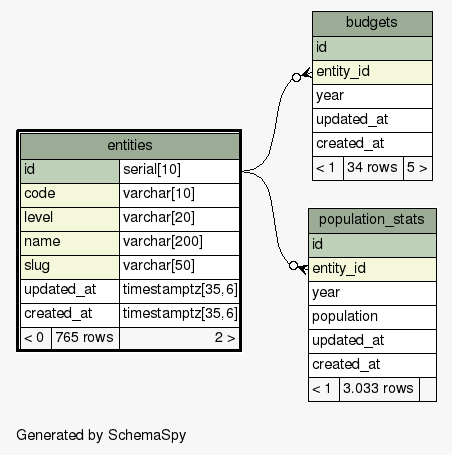 budgets
id
entity_id
year
updated_at
created_at
< 1 34 rows 5 >
entities
id serial[10]
code varchar[10]
level varchar[20]
name varchar[200]
slug varchar[50]
updated_at timestamptz[35,6]
created_at timestamptz[35,6]
< 0 765 rows 2 >
population_stats
id
entity_id
year
population
updated_at
created_at
< 1 3.033 rows
Generated by SchemaSpy